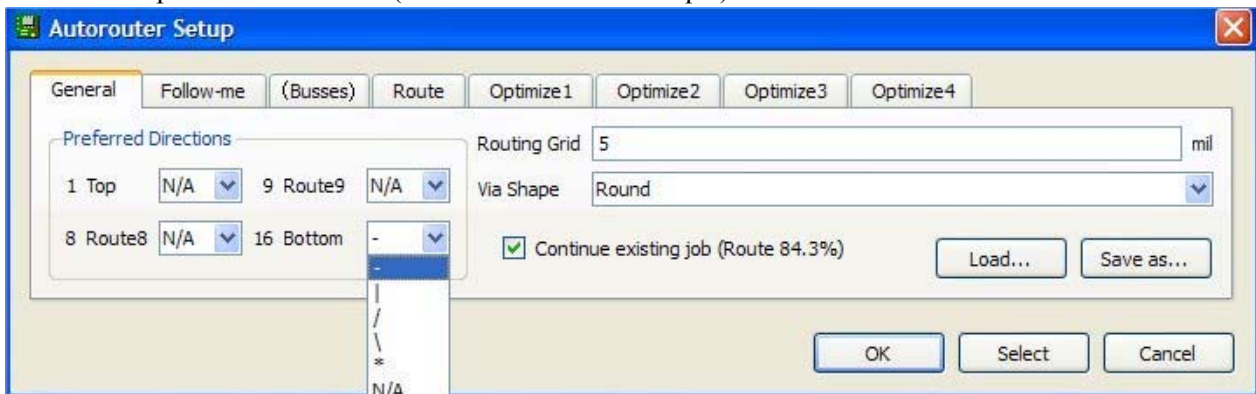 Autorouter Setup
General Follow-me (Busses) Route Optimize1 Optimize2 Optimize3 Optimize4
Preferred Directions
Routing Grid 5 mil
1 Top N/A 9 Route9 N/A
Via Shape Round
8 Route8 N/A 16 Bottom -
Continue existing job (Route 84.3%)
Load... Save as...
-
|
/
\
*
N/A
OK Select Cancel